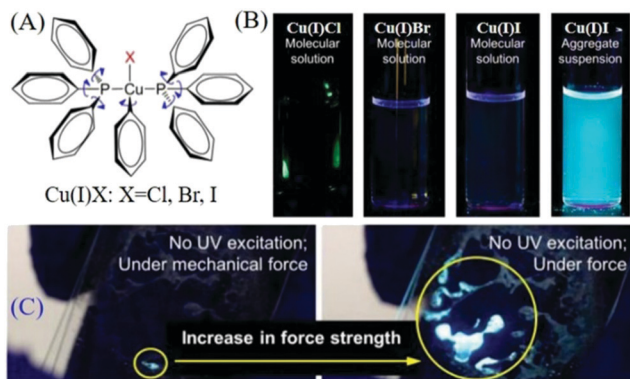 (A)
X
P
Cu
P
Cu(I)X: X=Cl, Br, I
(B)
Cu(I)Cl
Molecular
solution
Cu(I)Br
Molecular
solution
Cu(I)I
Molecular
solution
Cu(I)I
Aggregate
suspension
(C)
No UV excitation;
Under mechanical force
Increase in force strength
No UV excitation;
Under force